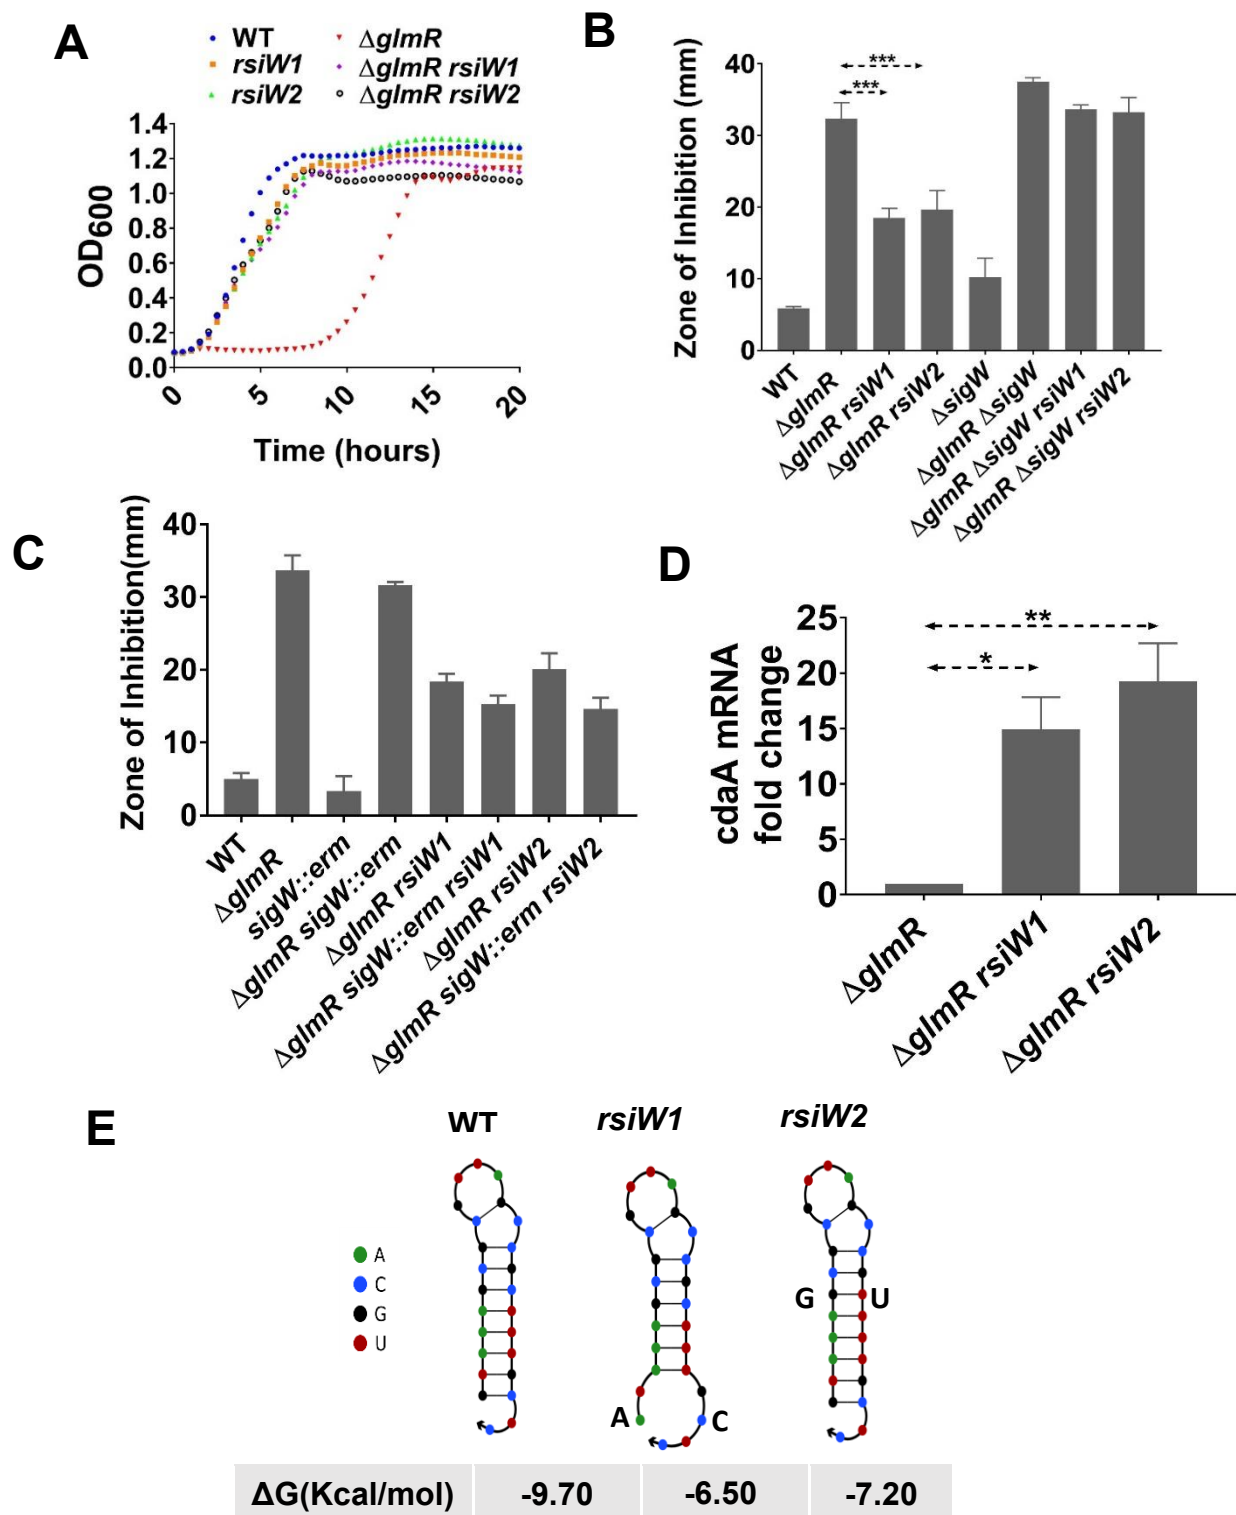 A
WT
rsiW1
rsiW2
ΔglmR
ΔglmR rsiW1
ΔglmR rsiW2
OD600
1.4
1.2
1.0
0.8
0.6
0.4
0.2
0.0
0
5
10
15
20
Time (hours)
B
Zone of Inhibition (mm)
40
30
20
10
0
***
***
WT
ΔglmR
ΔglmR rsiW1
ΔglmR rsiW2
ΔsigW
ΔglmR ΔsigW
ΔglmR ΔsigW rsiW1
ΔglmR ΔsigW rsiW2
C
Zone of Inhibition(mm)
40
30
20
10
0
WT
ΔglmR
sigW::erm
ΔglmR sigW::erm
ΔglmR rsiW1
ΔglmR sigW::erm rsiW1
ΔglmR rsiW2
ΔglmR sigW::erm rsiW2
D
cdaA mRNA
fold change
25
20
15
10
5
0
**
*
ΔglmR
ΔglmR rsiW1
ΔglmR rsiW2
E
WT
rsiW1
rsiW2
A
C
G
U
A
C
G
U
ΔG(Kcal/mol)
-9.70
-6.50
-7.20